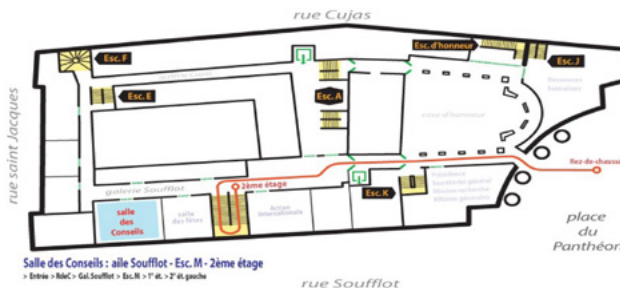 rue Cujas
Esc. F
Esc. d'honneur
Esc. J
Esc. E
Esc. A
cour d'honneur
rue saint Jacques
galerie Soufflot
2ème étage
Rez-de-chaussée
salle
des
Conseils
salle
des fêtes
Action
Internationale
Esc. K
place
du
Panthéon
Salle des Conseils : aile Soufflot - Esc. M - 2ème étage
> Entrée > RdeC > Gal. Soufflot > Esc. M > 1° ét. > 2° ét. gauche
rue Soufflot